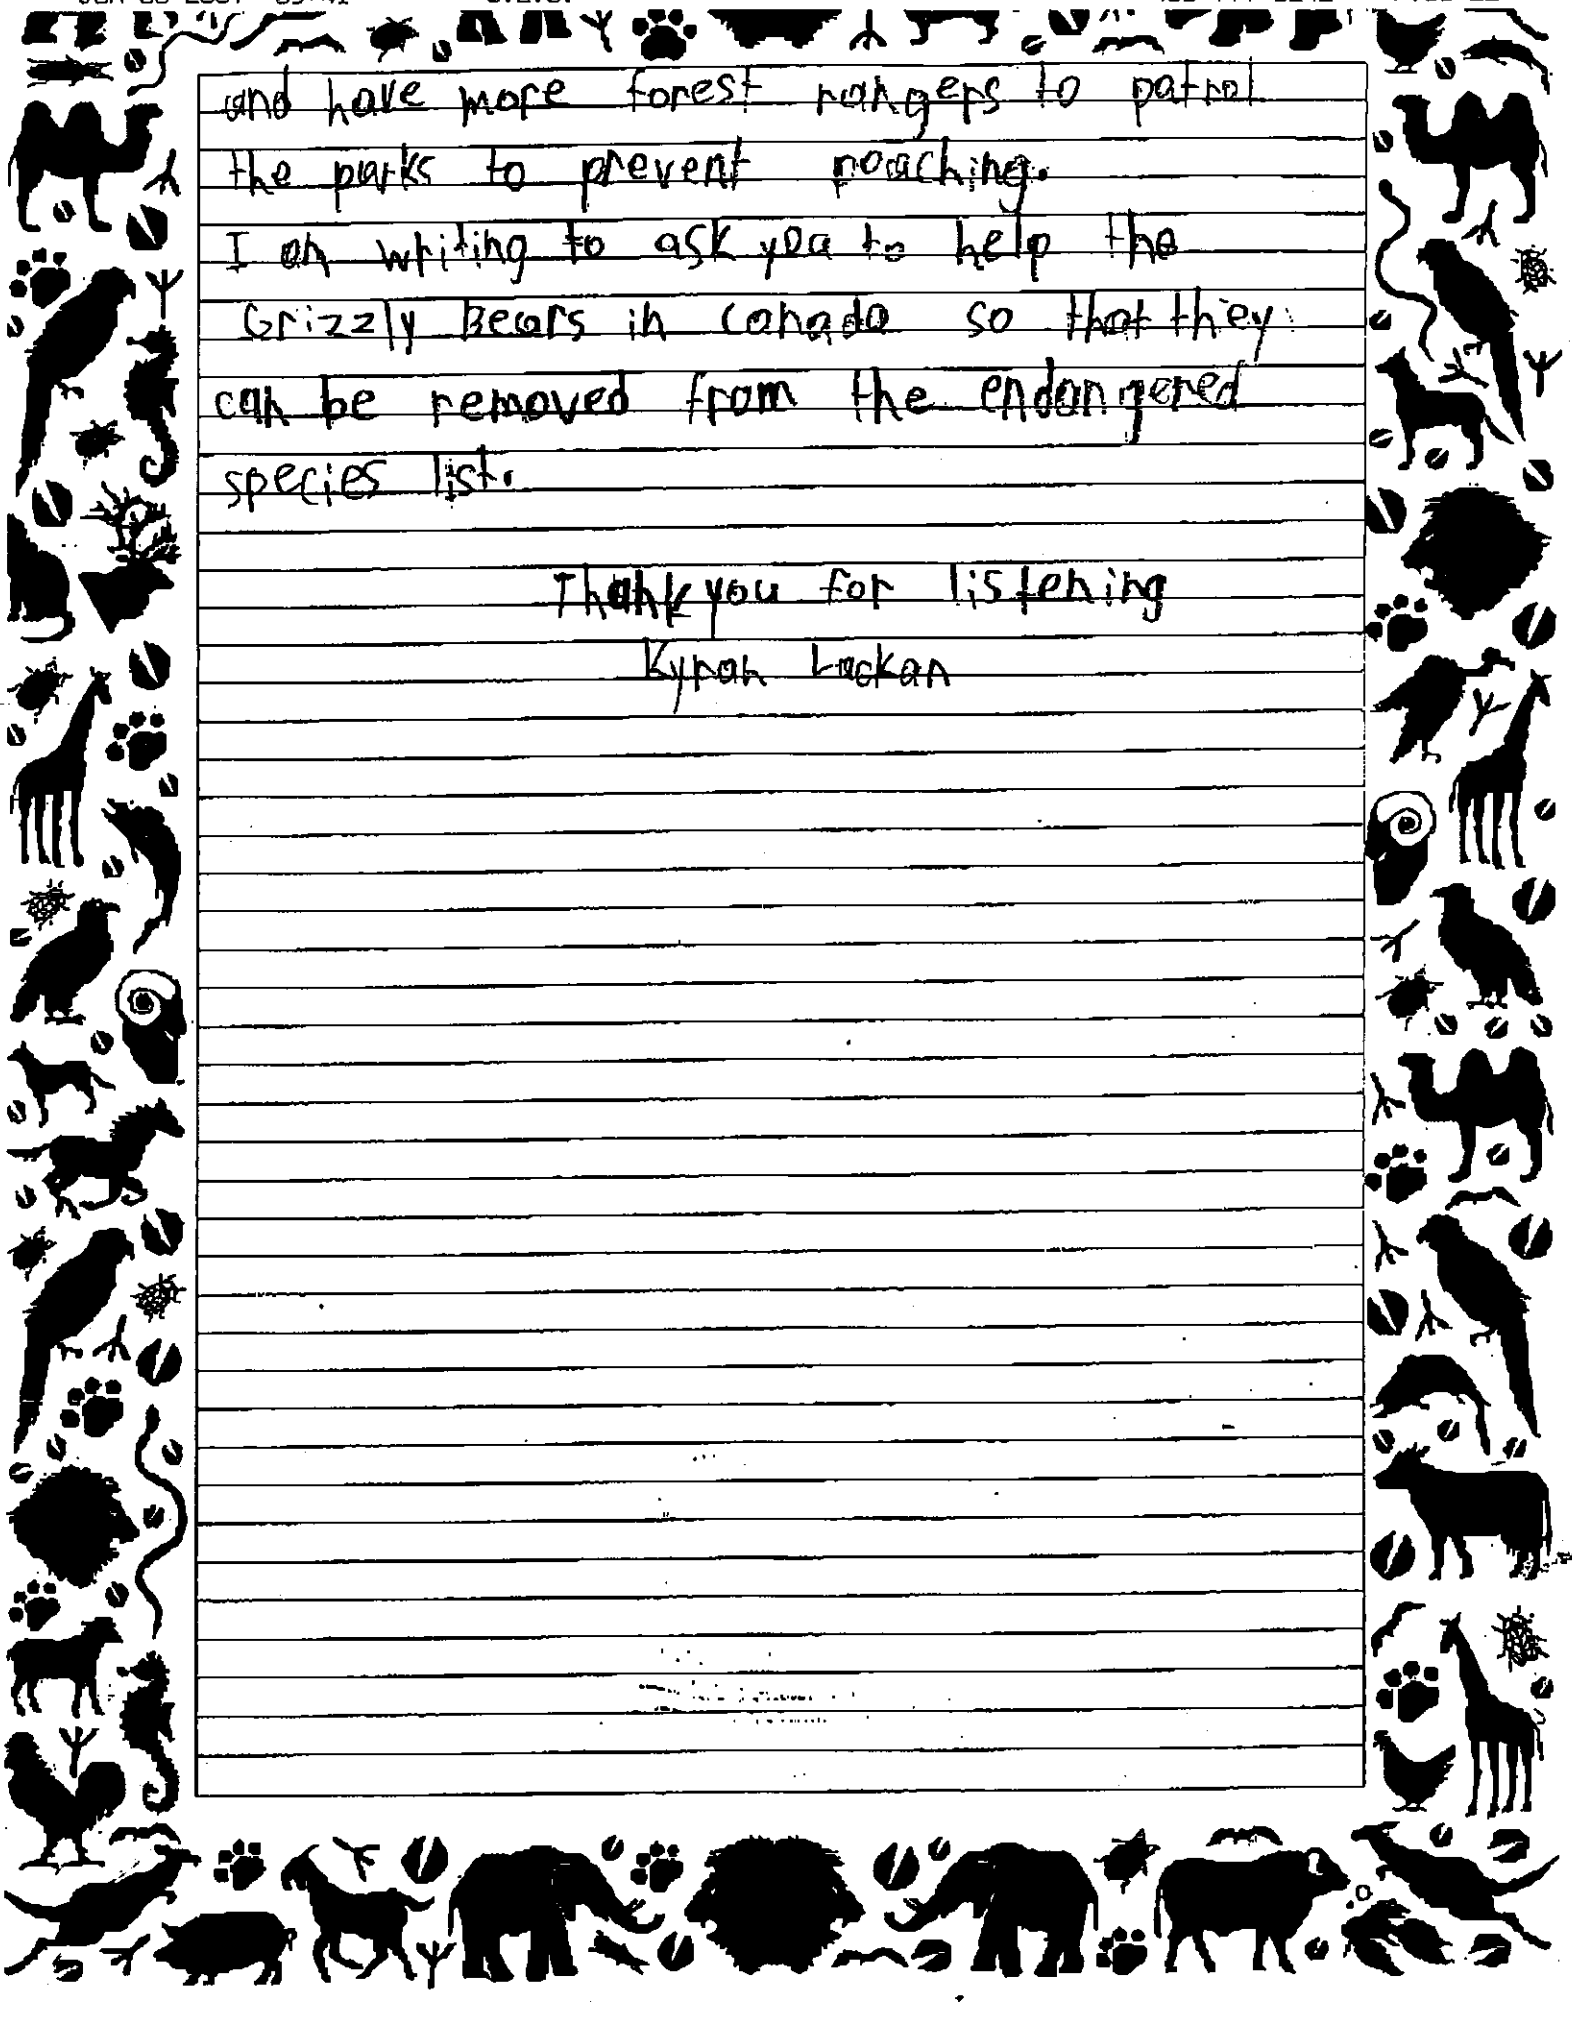 and have more forest rangers to patrol
the parks to prevent poaching.
I am writing to ask you to help the
Grizzly Bears in Canada so that they
can be removed from the endangered
species list.
Thank you for listening
Kyran Lackan